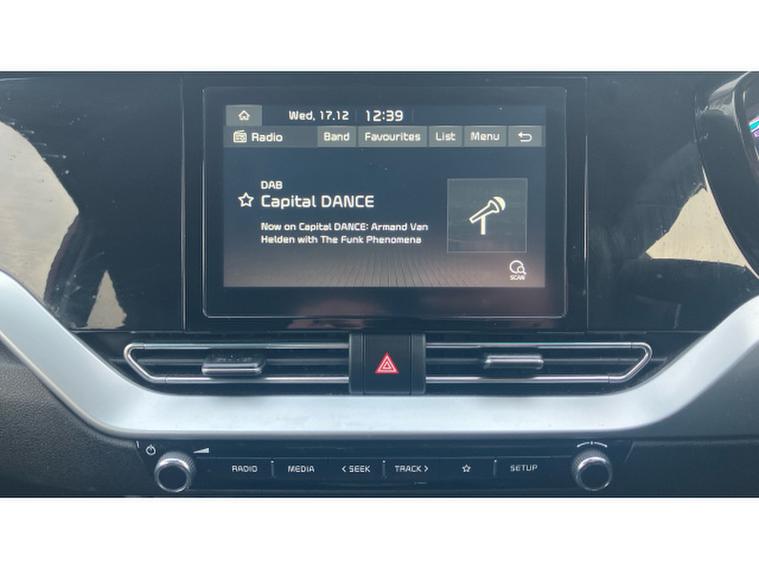 Wed, 17.12 12:39
Radio Band Favourites List Menu
DAB
Capital DANCE
Now on Capital DANCE: Armand Van
Helden with The Funk Phenomena
SCAN
RADIO MEDIA < SEEK TRACK > SETUP